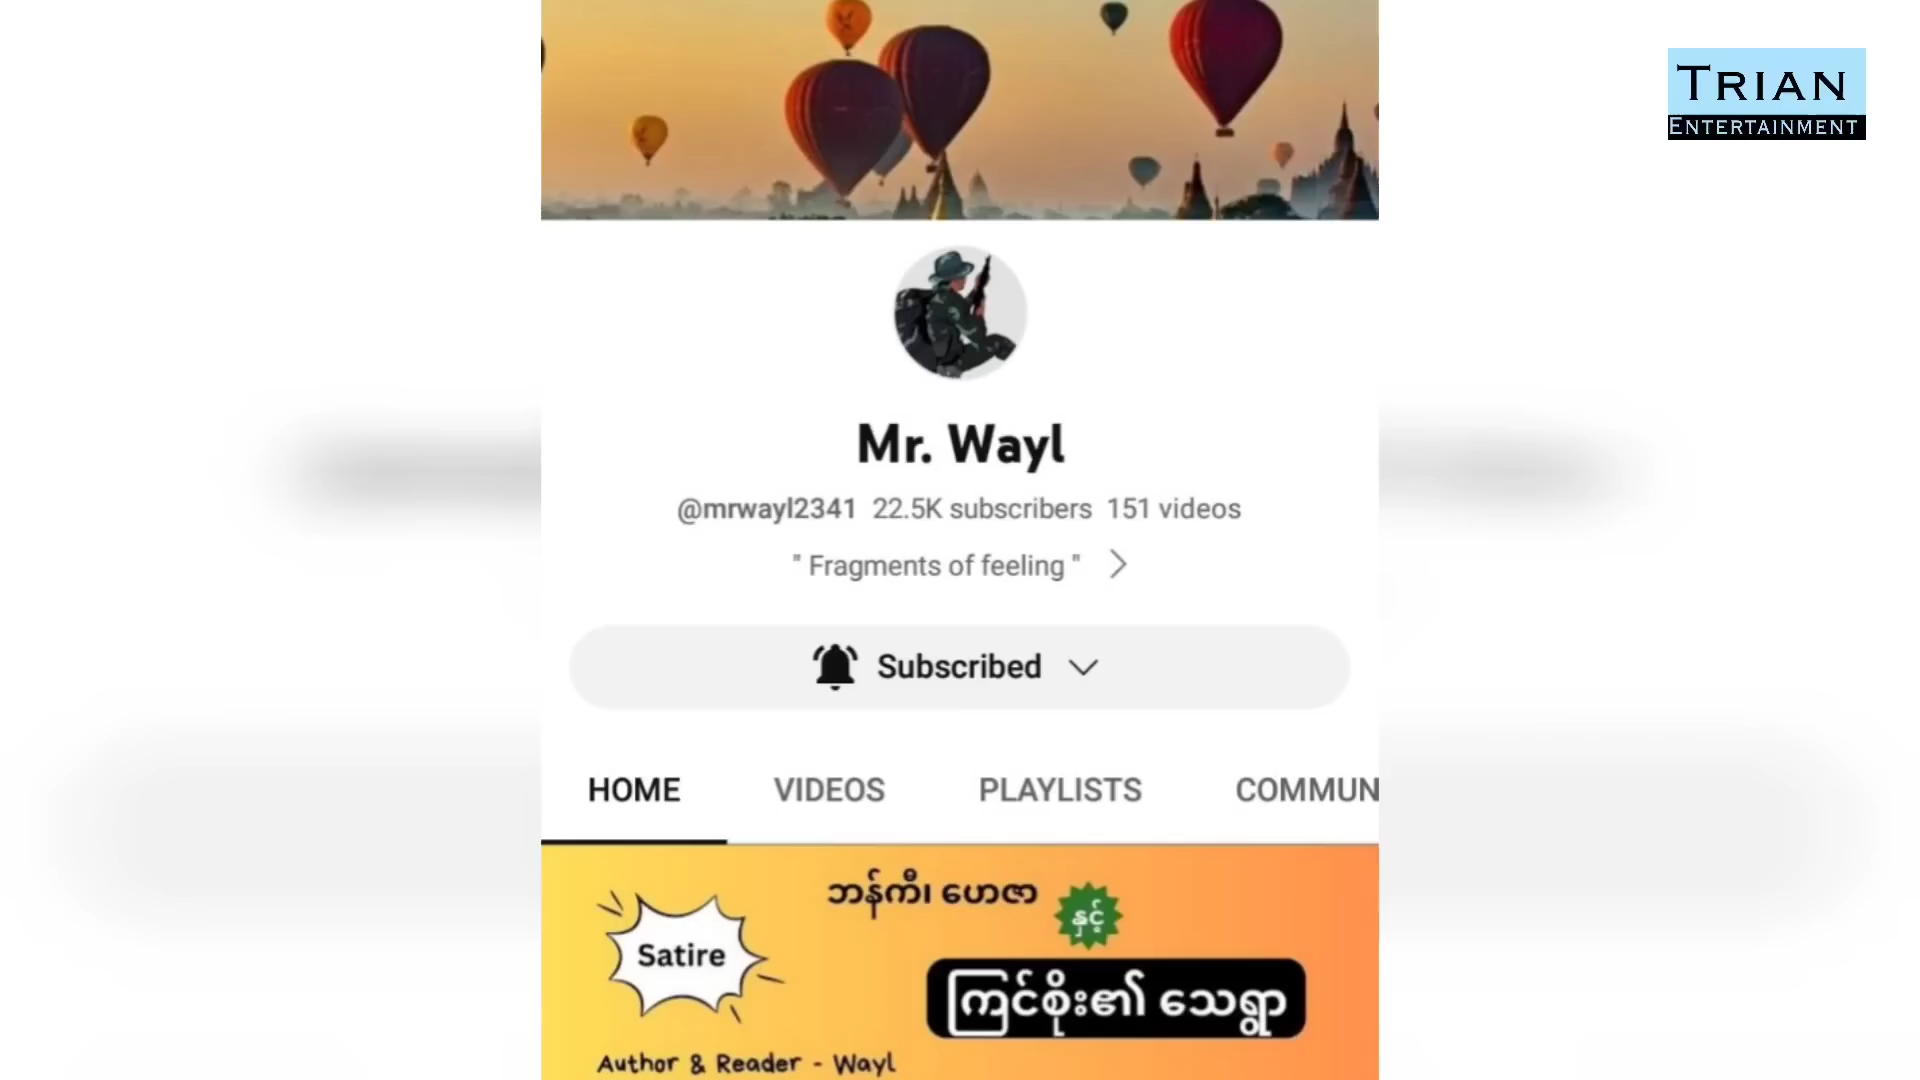 TRIAN
ENTERTAINMENT
Mr. Wayl
@mrwayl2341 22.5K subscribers 151 videos
" Fragments of feeling "
Subscribed
HOME VIDEOS PLAYLISTS COMMUN
ဘန်ကီ၊ ဟေဇာ
နှင့်
Satire
ကြင်စိုး၏ သေရွာ
Author & Reader - Wayl